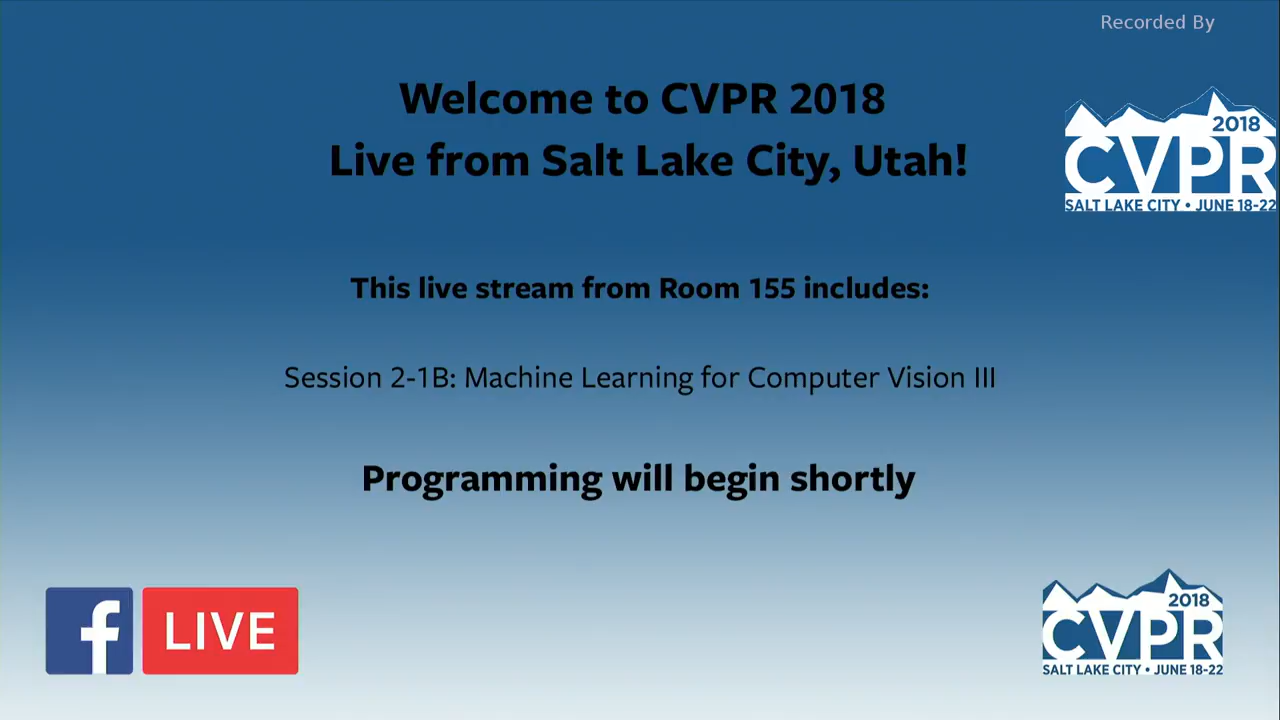 Recorded By
Welcome to CVPR 2018
Live from Salt Lake City, Utah!
2018
CVPR
SALT LAKE CITY • JUNE 18-22
This live stream from Room 155 includes:
Session 2-1B: Machine Learning for Computer Vision III
Programming will begin shortly
f LIVE
2018
CVPR
SALT LAKE CITY • JUNE 18-22